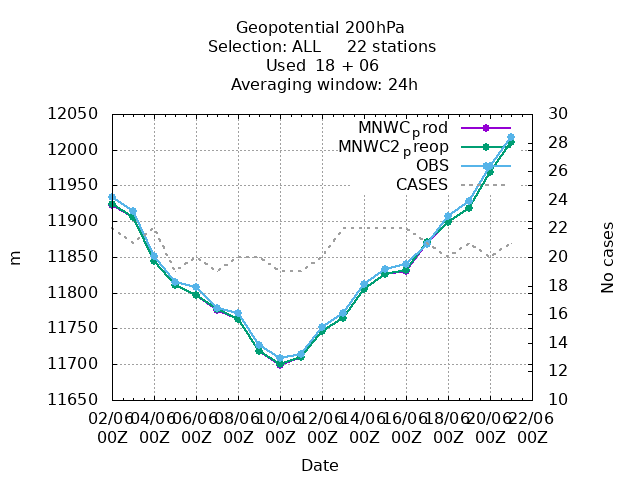 Geopotential 200hPa
Selection: ALL 22 stations
Used 18 + 06
Averaging window: 24h
12050
12000
11950
11900
11850
11800
11750
11700
11650
30
28
26
24
22
20
18
16
14
12
10
MNWCprod
MNWC2preop
OBS
CASES
m
No cases
02/06 04/06 06/06 08/06 10/06 12/06 14/06 16/06 18/06 20/06 22/06
00Z 00Z 00Z 00Z 00Z 00Z 00Z 00Z 00Z 00Z 00Z
Date